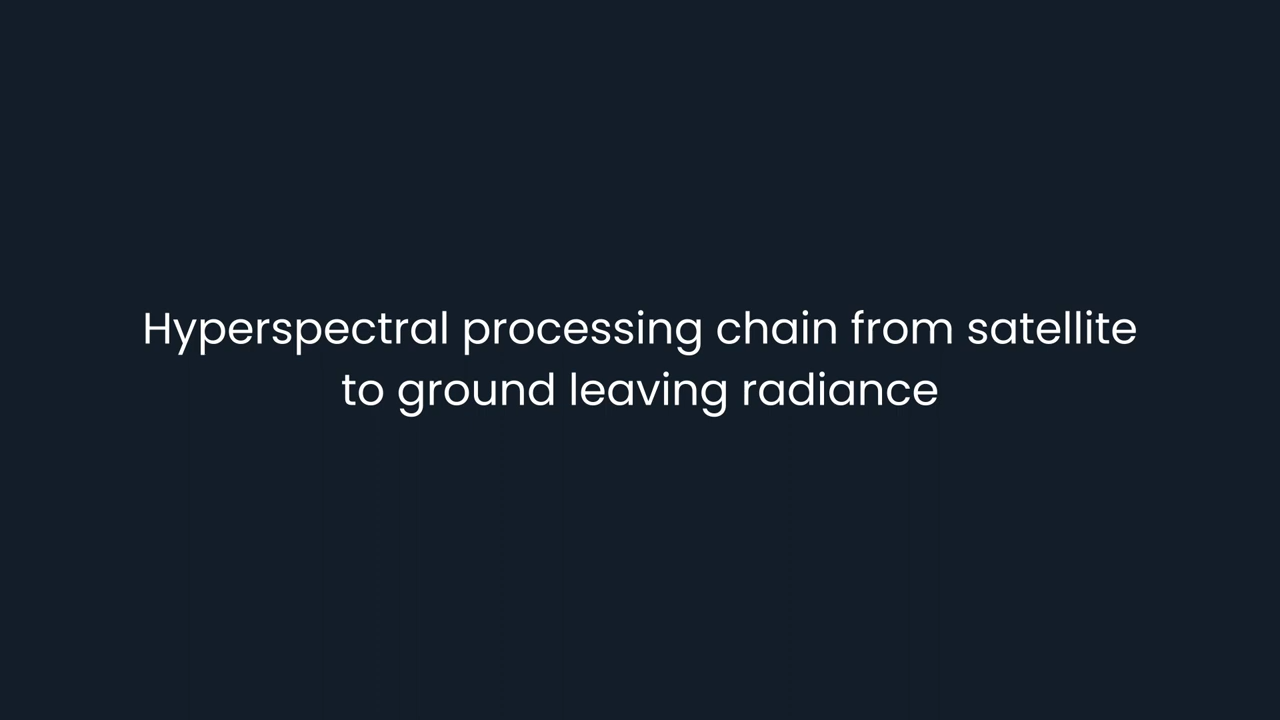 Hyperspectral processing chain from satellite
to ground leaving radiance